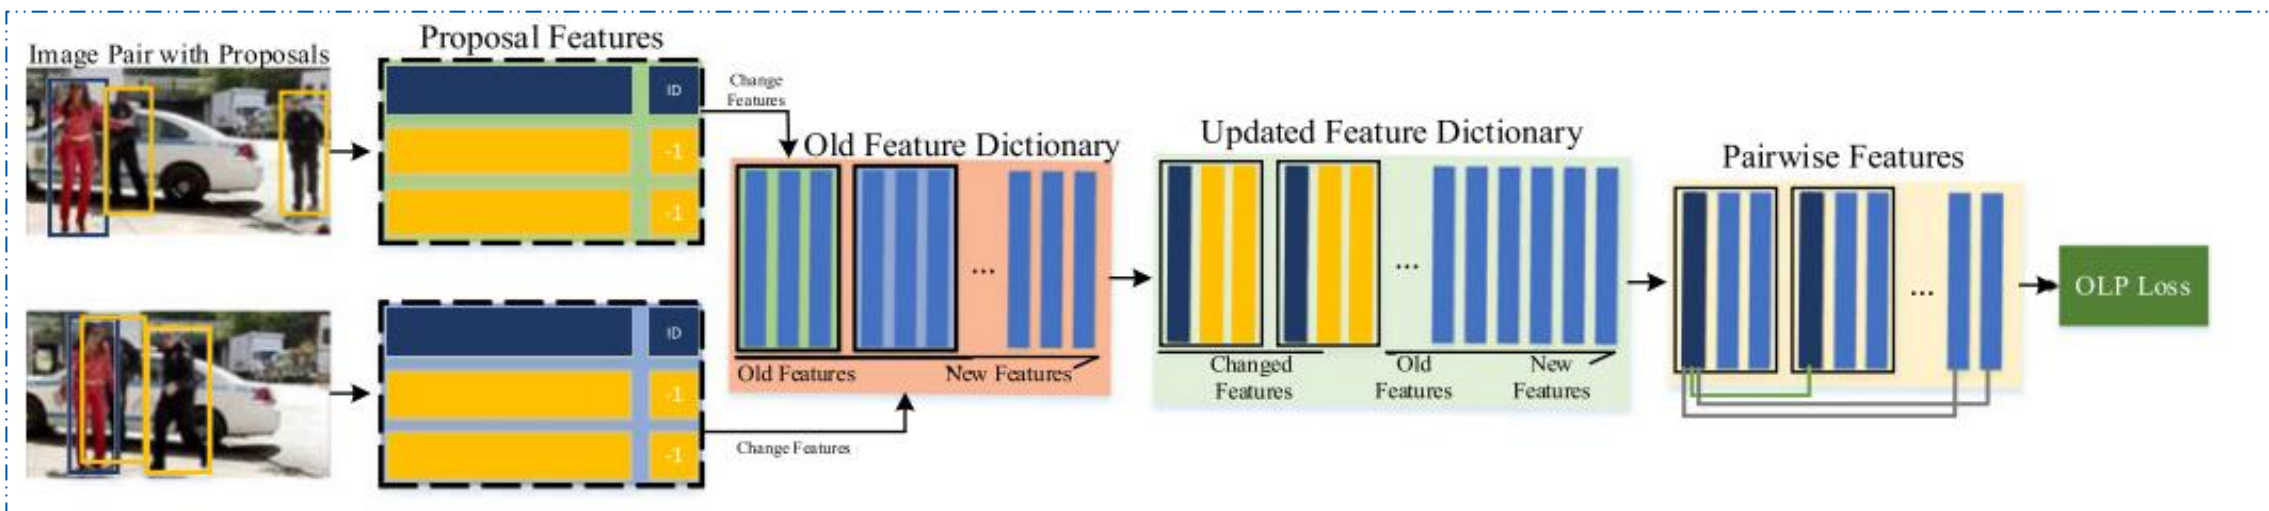 Image Pair with Proposals
Proposal Features
ID
-1
-1
ID
-1
-1
Change
Features
Change Features
Old Feature Dictionary
...
Old Features
New Features
Updated Feature Dictionary
...
Changed
Features
Old
Features
New
Features
Pairwise Features
...
OLP Loss